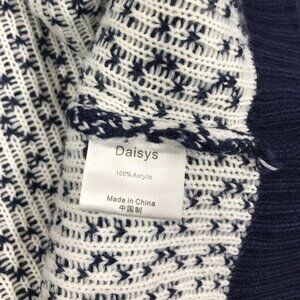 Daisys
100% Acrylic
Made in China
中国制